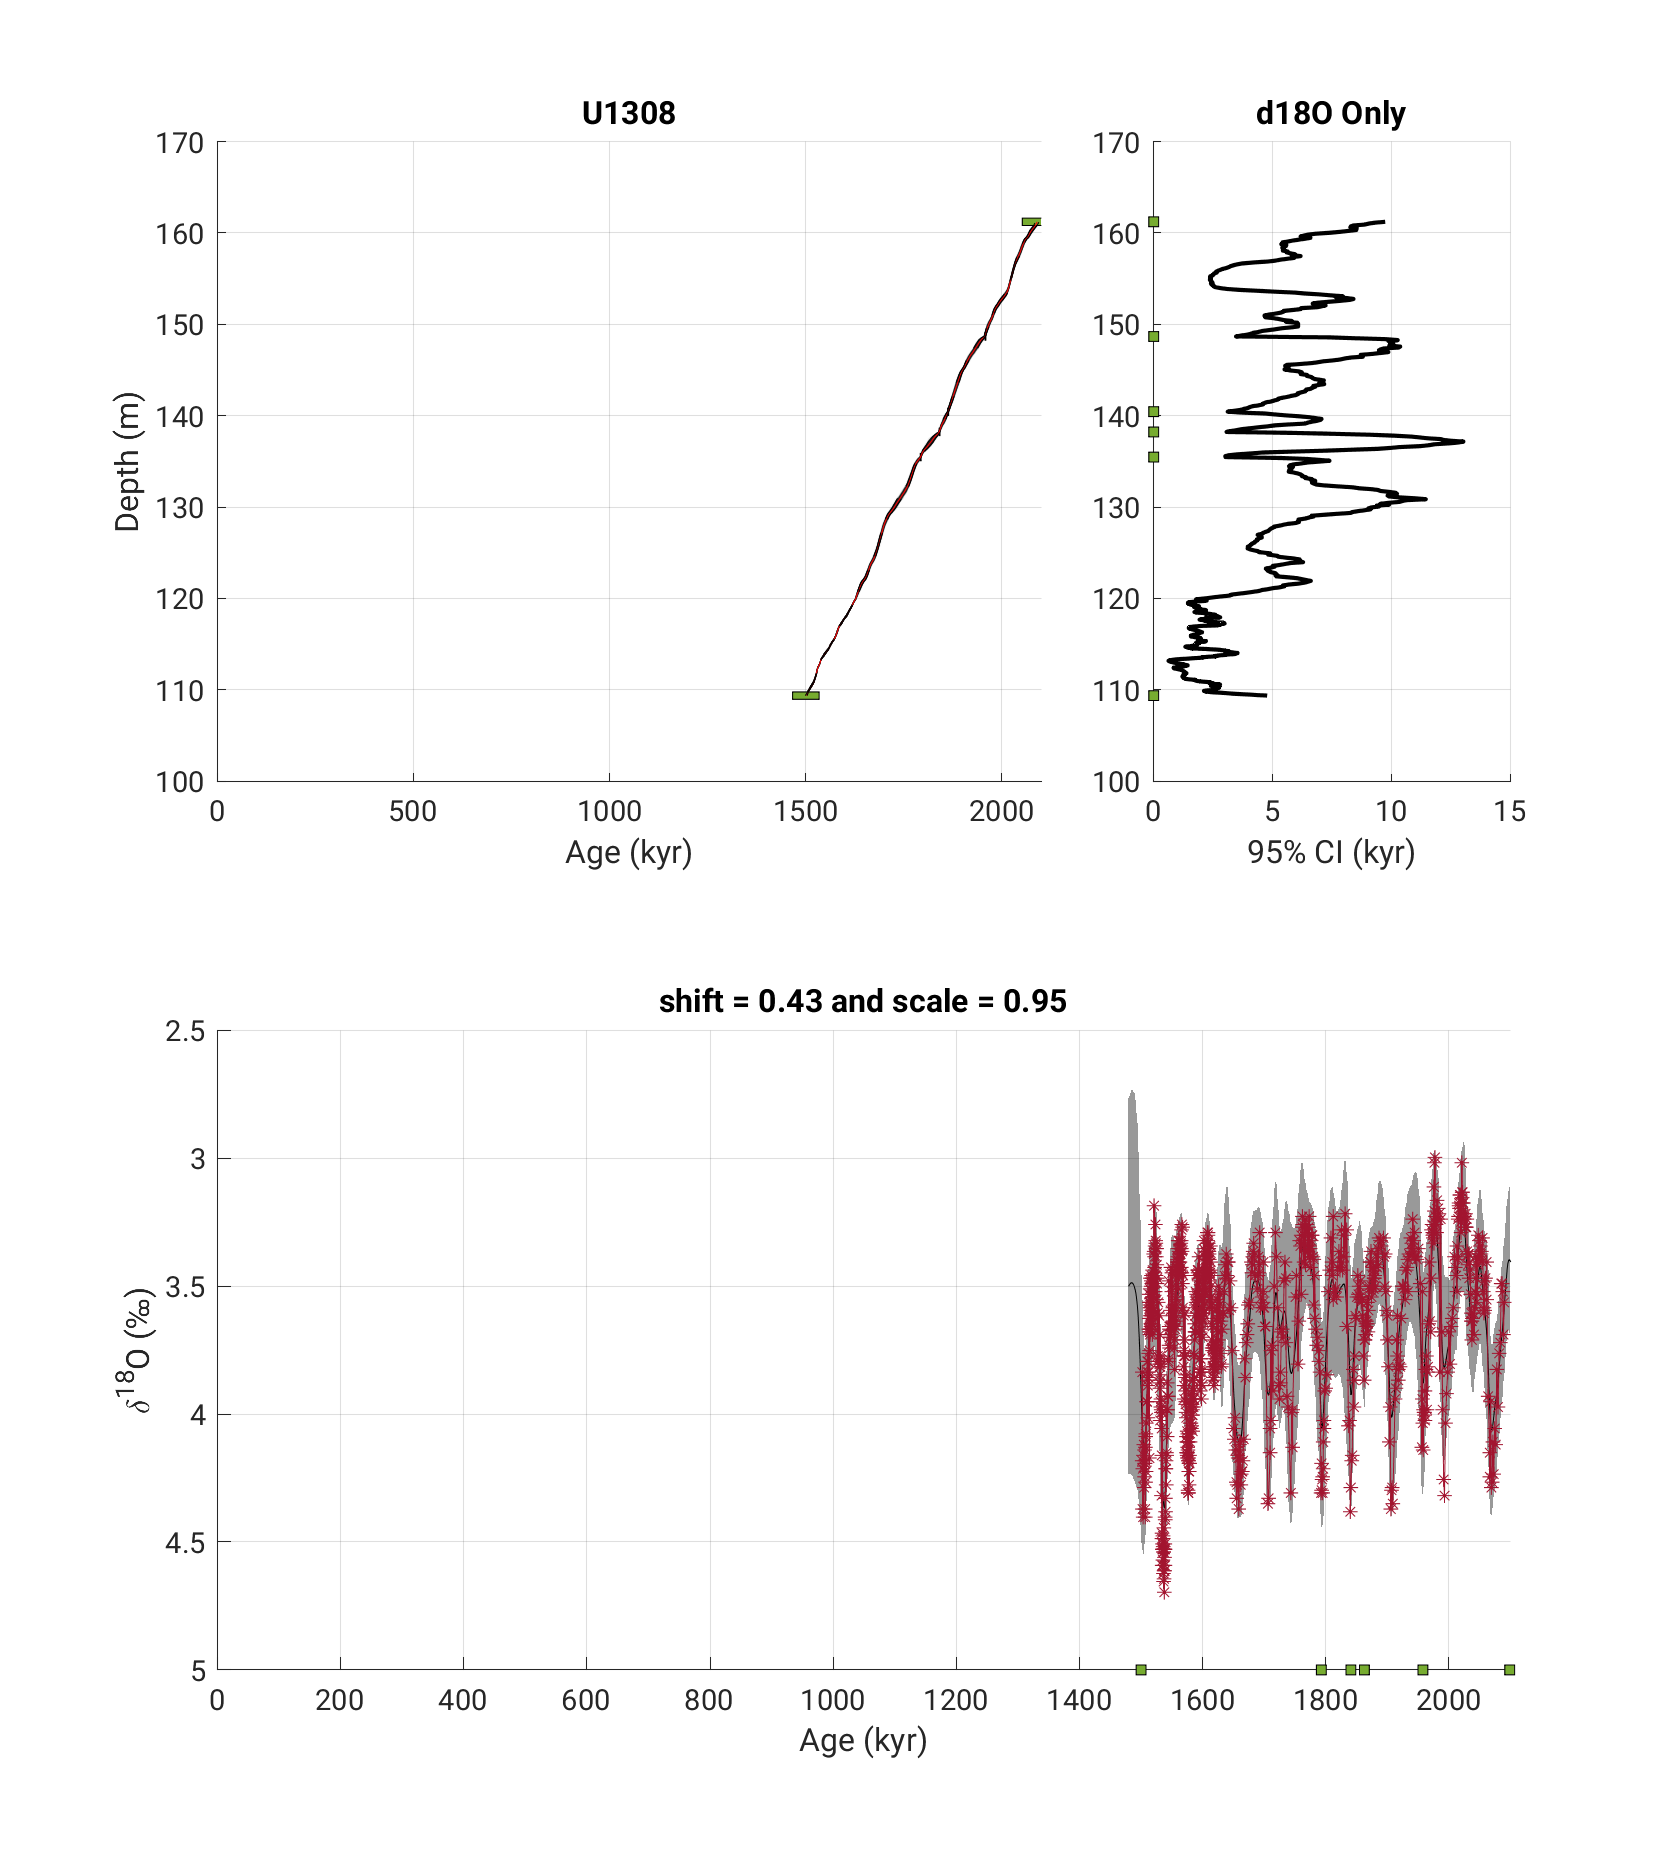 U1308
170
160
150
140
130
120
110
100
Depth (m)
0 500 1000 1500 2000
Age (kyr)
d18O Only
170
160
150
140
130
120
110
100
0 5 10 15
95% CI (kyr)
shift = 0.43 and scale = 0.95
2.5
3
3.5
4
4.5
5
δ18O (‰)
0 200 400 600 800 1000 1200 1400 1600 1800 2000
Age (kyr)